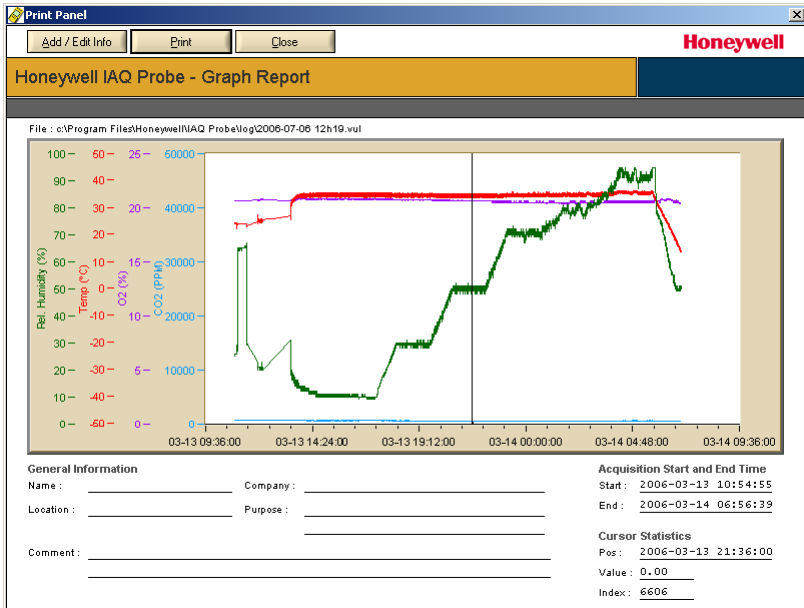 Print Panel
Add / Edit Info Print Close
Honeywell
Honeywell IAQ Probe - Graph Report
File : c:\Program Files\Honeywell\IAQ Probe\log\2006-07-06 12h19.vul
100 50 25 50000
90 40
80 30 20 40000
70 20
60 10 15 30000
50 0
40 -10 10 20000
30 -20
20 -30 5 10000
10 -40
0 -50 0 0
Rel. Humidity (%)
Temp (°C)
O2 (%)
CO2 (PPM)
03-13 09:36:00 03-13 14:24:00 03-13 19:12:00 03-14 00:00:00 03-14 04:48:00 03-14 09:36:00
General Information
Name :
Company :
Location :
Purpose :
Comment :
Acquisition Start and End Time
Start : 2006-03-13 10:54:55
End : 2006-03-14 06:56:39
Cursor Statistics
Pos : 2006-03-13 21:36:00
Value : 0.00
Index : 6606